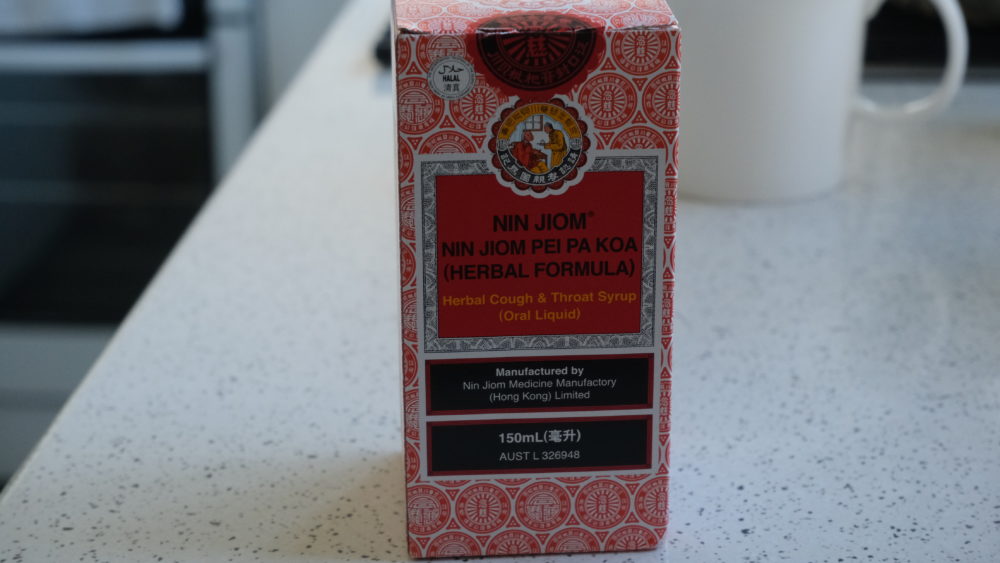 حلال
HALAL
清真
NIN JIOM®
NIN JIOM PEI PA KOA
(HERBAL FORMULA)
Herbal Cough & Throat Syrup
(Oral Liquid)
Manufactured by
Nin Jiom Medicine Manufactory
(Hong Kong) Limited
150mL(毫升)
AUST L 326948